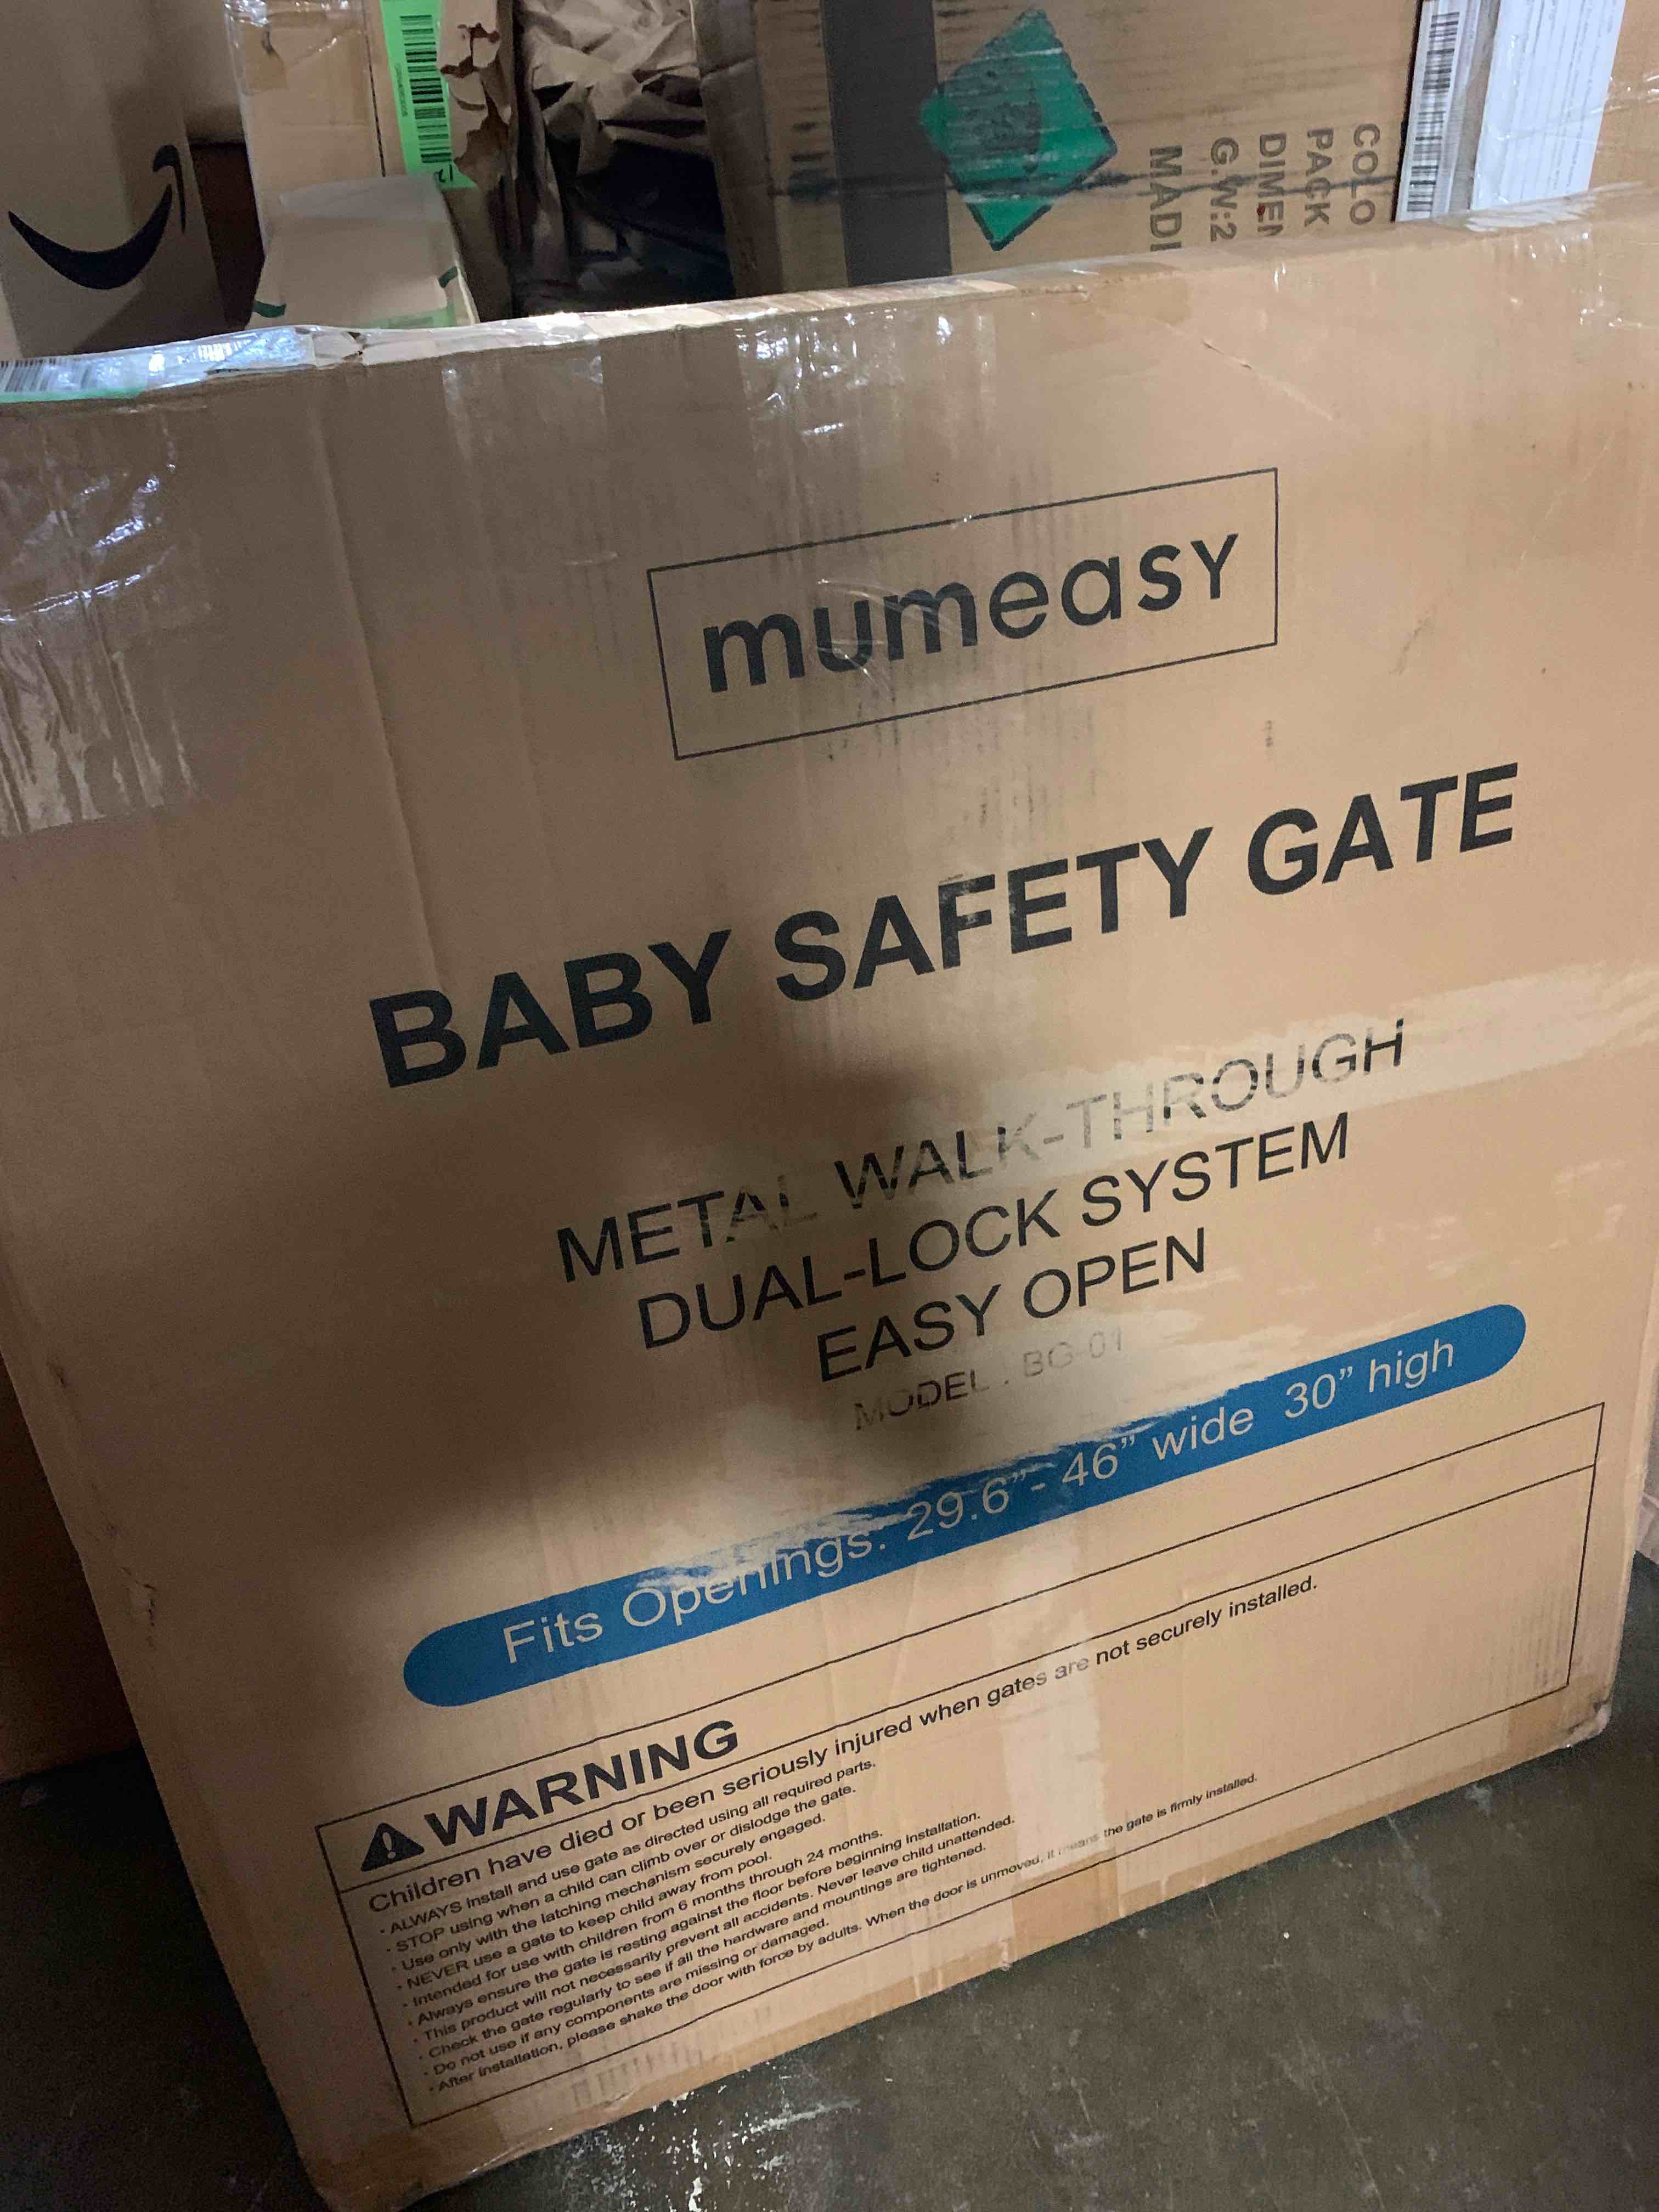 COLO
PACK
DIMEN
G.W:2
MADI
mumeasy
BABY SAFETY GATE
METAL WALK-THROUGH
DUAL-LOCK SYSTEM
EASY OPEN
MODEL . BG-01
Fits Openings: 29.6”- 46” wide 30” high
WARNING
Children have died or been seriously injured when gates are not securely installed.
· ALWAYS install and use gate as directed using all required parts.
· STOP using when a child can climb over or dislodge the gate.
· Use only with the latching mechanism securely engaged.
· NEVER use a gate to keep child away from pool.
· Intended for use with children from 6 months through 24 months.
· Always ensure the gate is resting against the floor before beginning installation.
· This product will not necessarily prevent all accidents. Never leave child unattended.
· Check the gate regularly to see if all the hardware and mountings are tightened.
· Do not use if any components are missing or damaged.
· After installation, please shake the door with force by adults. When the door is unmoved, it means the gate is firmly installed.